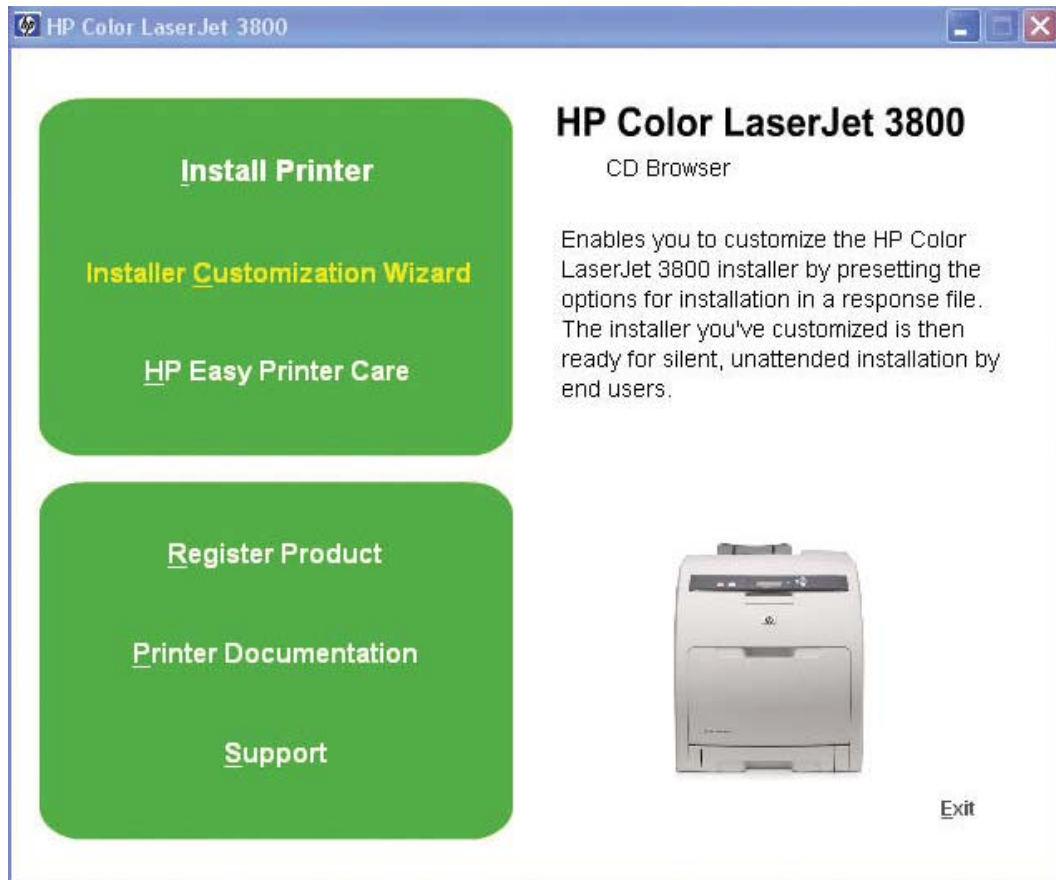 HP Color LaserJet 3800
Install Printer
Installer Customization Wizard
HP Easy Printer Care
Register Product
Printer Documentation
Support
HP Color LaserJet 3800
CD Browser
Enables you to customize the HP Color
LaserJet 3800 installer by presetting the
options for installation in a response file.
The installer you've customized is then
ready for silent, unattended installation by
end users.
Exit